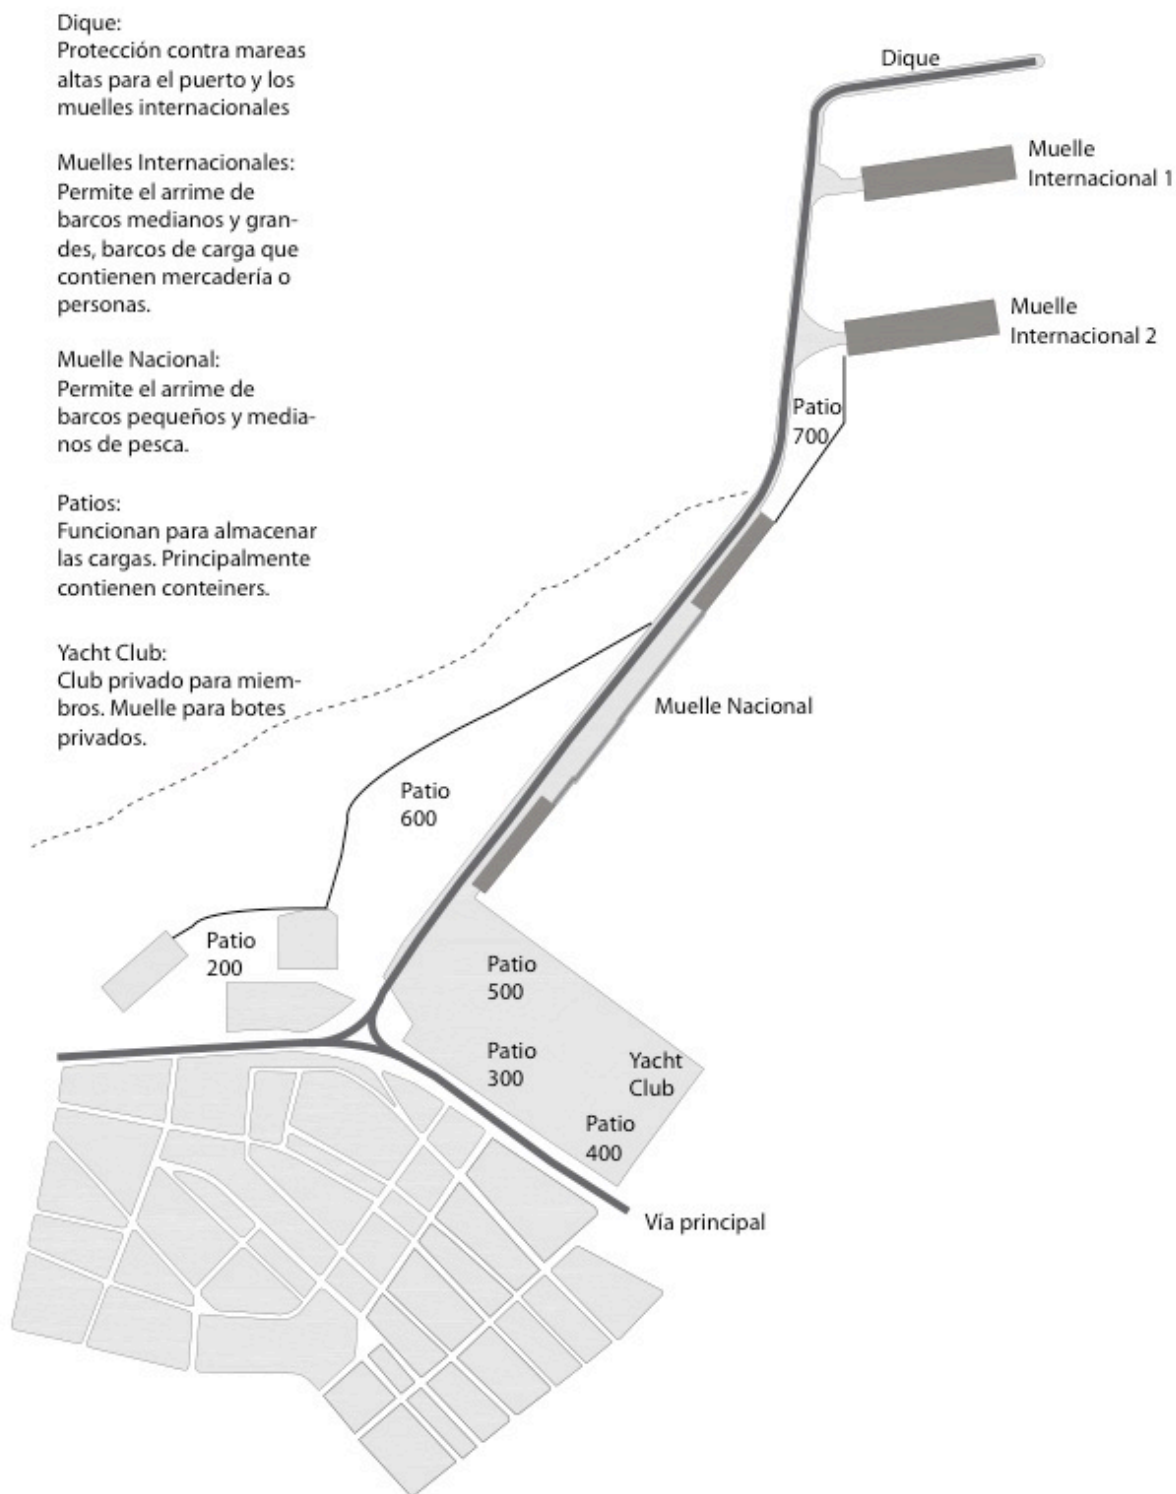 Dique:
Protección contra mareas
altas para el puerto y los
muelles internacionales
Muelles Internacionales:
Permite el arrime de
barcos medianos y gran-
des, barcos de carga que
contienen mercadería o
personas.
Muelle Nacional:
Permite el arrime de
barcos pequeños y media-
nos de pesca.
Patios:
Funcionan para almacenar
las cargas. Principalmente
contienen conteiners.
Yacht Club:
Club privado para miem-
bros. Muelle para botes
privados.
Dique
Muelle
Internacional 1
Muelle
Internacional 2
Patio
700
Muelle Nacional
Patio
600
Patio
200
Patio
500
Patio
300
Yacht
Club
Patio
400
Vía principal